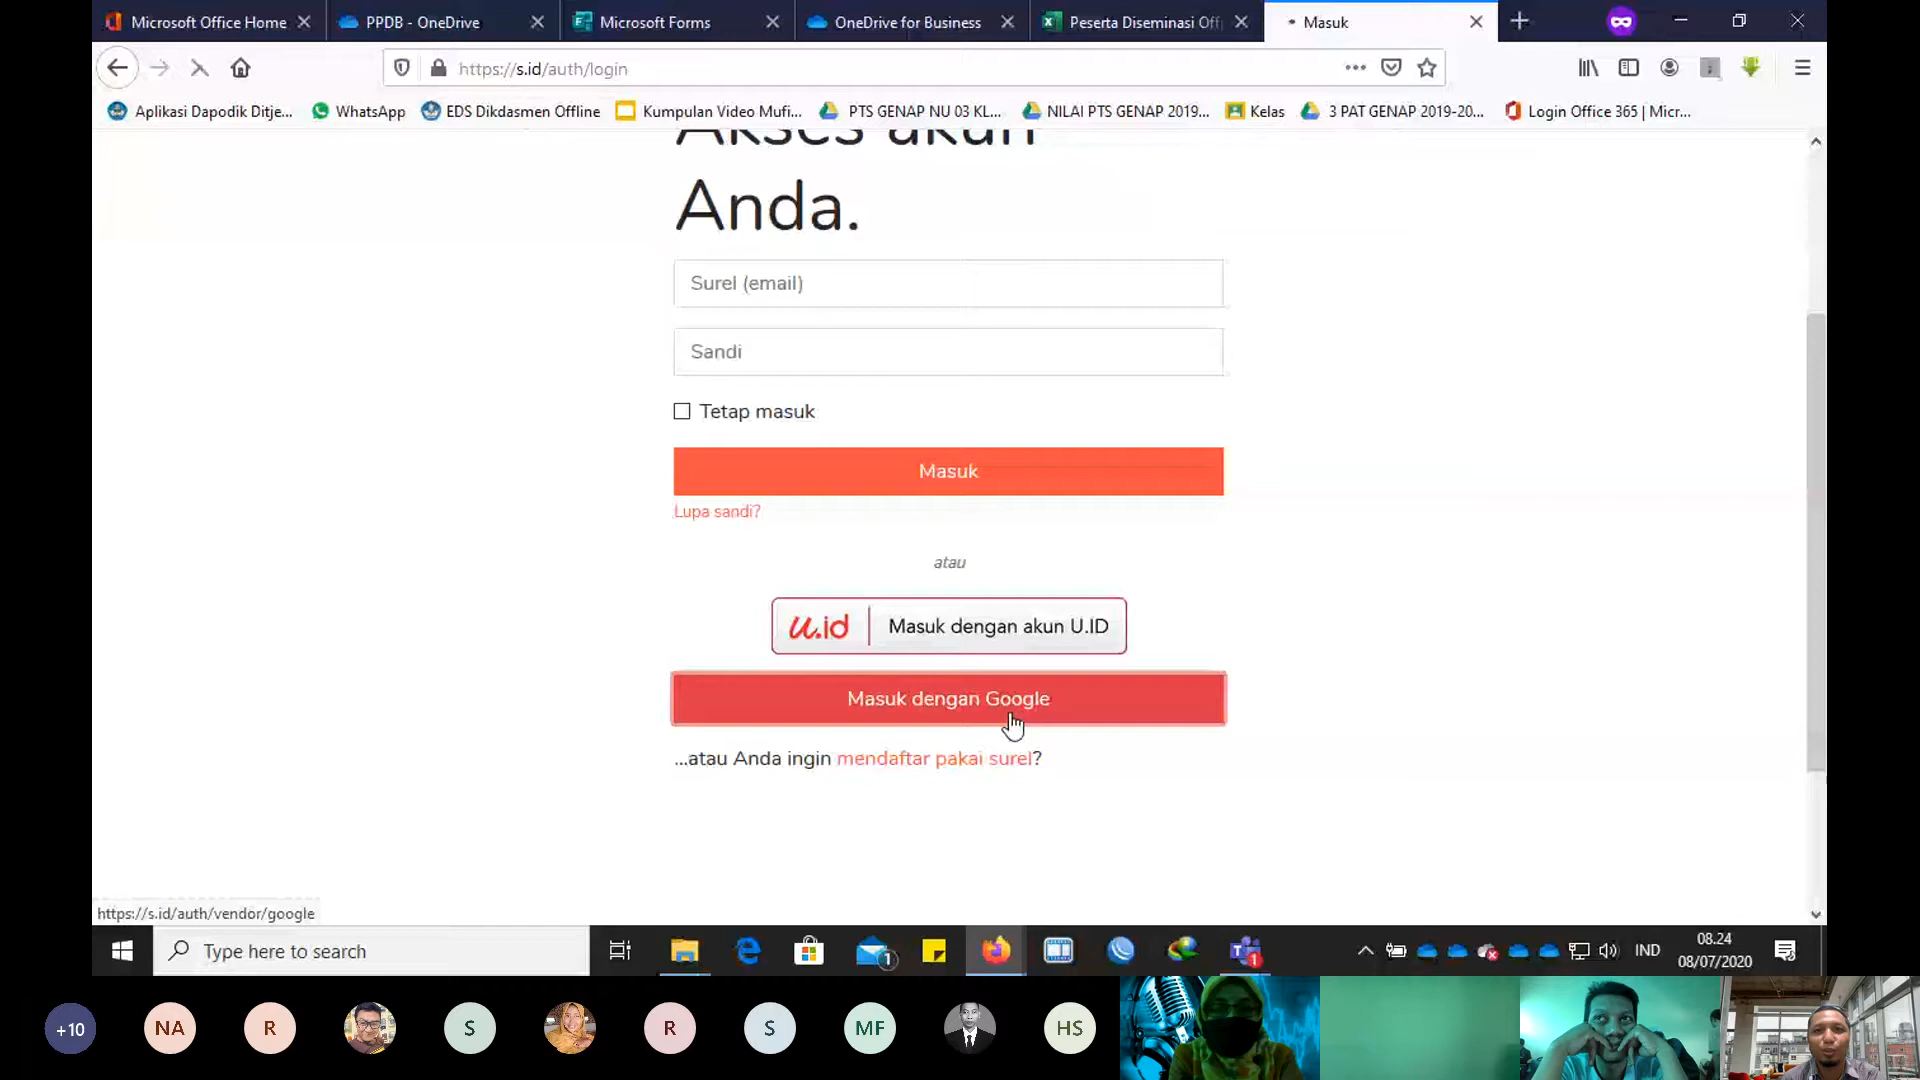 Microsoft Office Home
PPDB - OneDrive
Microsoft Forms
OneDrive for Business
Peserta Diseminasi Off
Masuk
https://s.id/auth/login
Aplikasi Dapodik Ditje...
WhatsApp
EDS Dikdasmen Offline
Kumpulan Video Mufi...
PTS GENAP NU 03 KL...
NILAI PTS GENAP 2019...
Kelas
3 PAT GENAP 2019-20...
Login Office 365 | Micr...
Akses akun
Anda.
Surel (email)
Sandi
Tetap masuk
Masuk
Lupa sandi?
atau
u.id
Masuk dengan akun U.ID
Masuk dengan Google
...atau Anda ingin mendaftar pakai surel?
https://s.id/auth/vendor/google
Type here to search
1
1
IND
08.24
08/07/2020
+10
NA
R
S
R
S
MF
HS